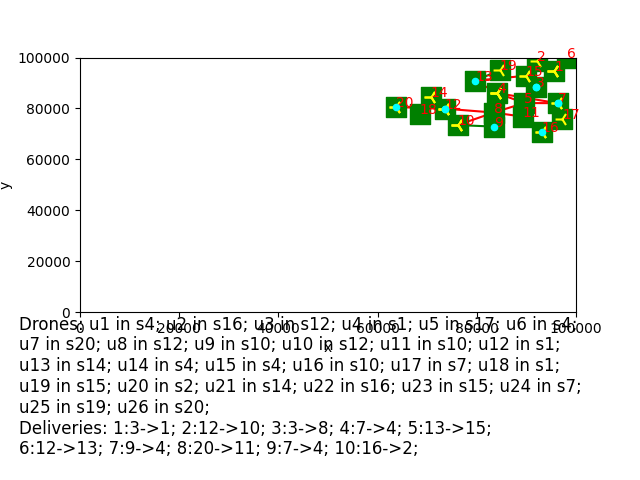 100000
80000
60000
40000
20000
0
y
0 20000 40000 60000 80000 100000
x
2
6
19
17
Drones: u1 in s4; u2 in s16; u3 in s12; u4 in s1; u5 in s17; u6 in s4;
u7 in s20; u8 in s12; u9 in s10; u10 in s12; u11 in s10; u12 in s1;
u13 in s14; u14 in s4; u15 in s4; u16 in s10; u17 in s7; u18 in s1;
u19 in s15; u20 in s2; u21 in s14; u22 in s16; u23 in s15; u24 in s7;
u25 in s19; u26 in s20;
Deliveries: 1:3->1; 2:12->10; 3:3->8; 4:7->4; 5:13->15;
6:12->13; 7:9->4; 8:20->11; 9:7->4; 10:16->2;